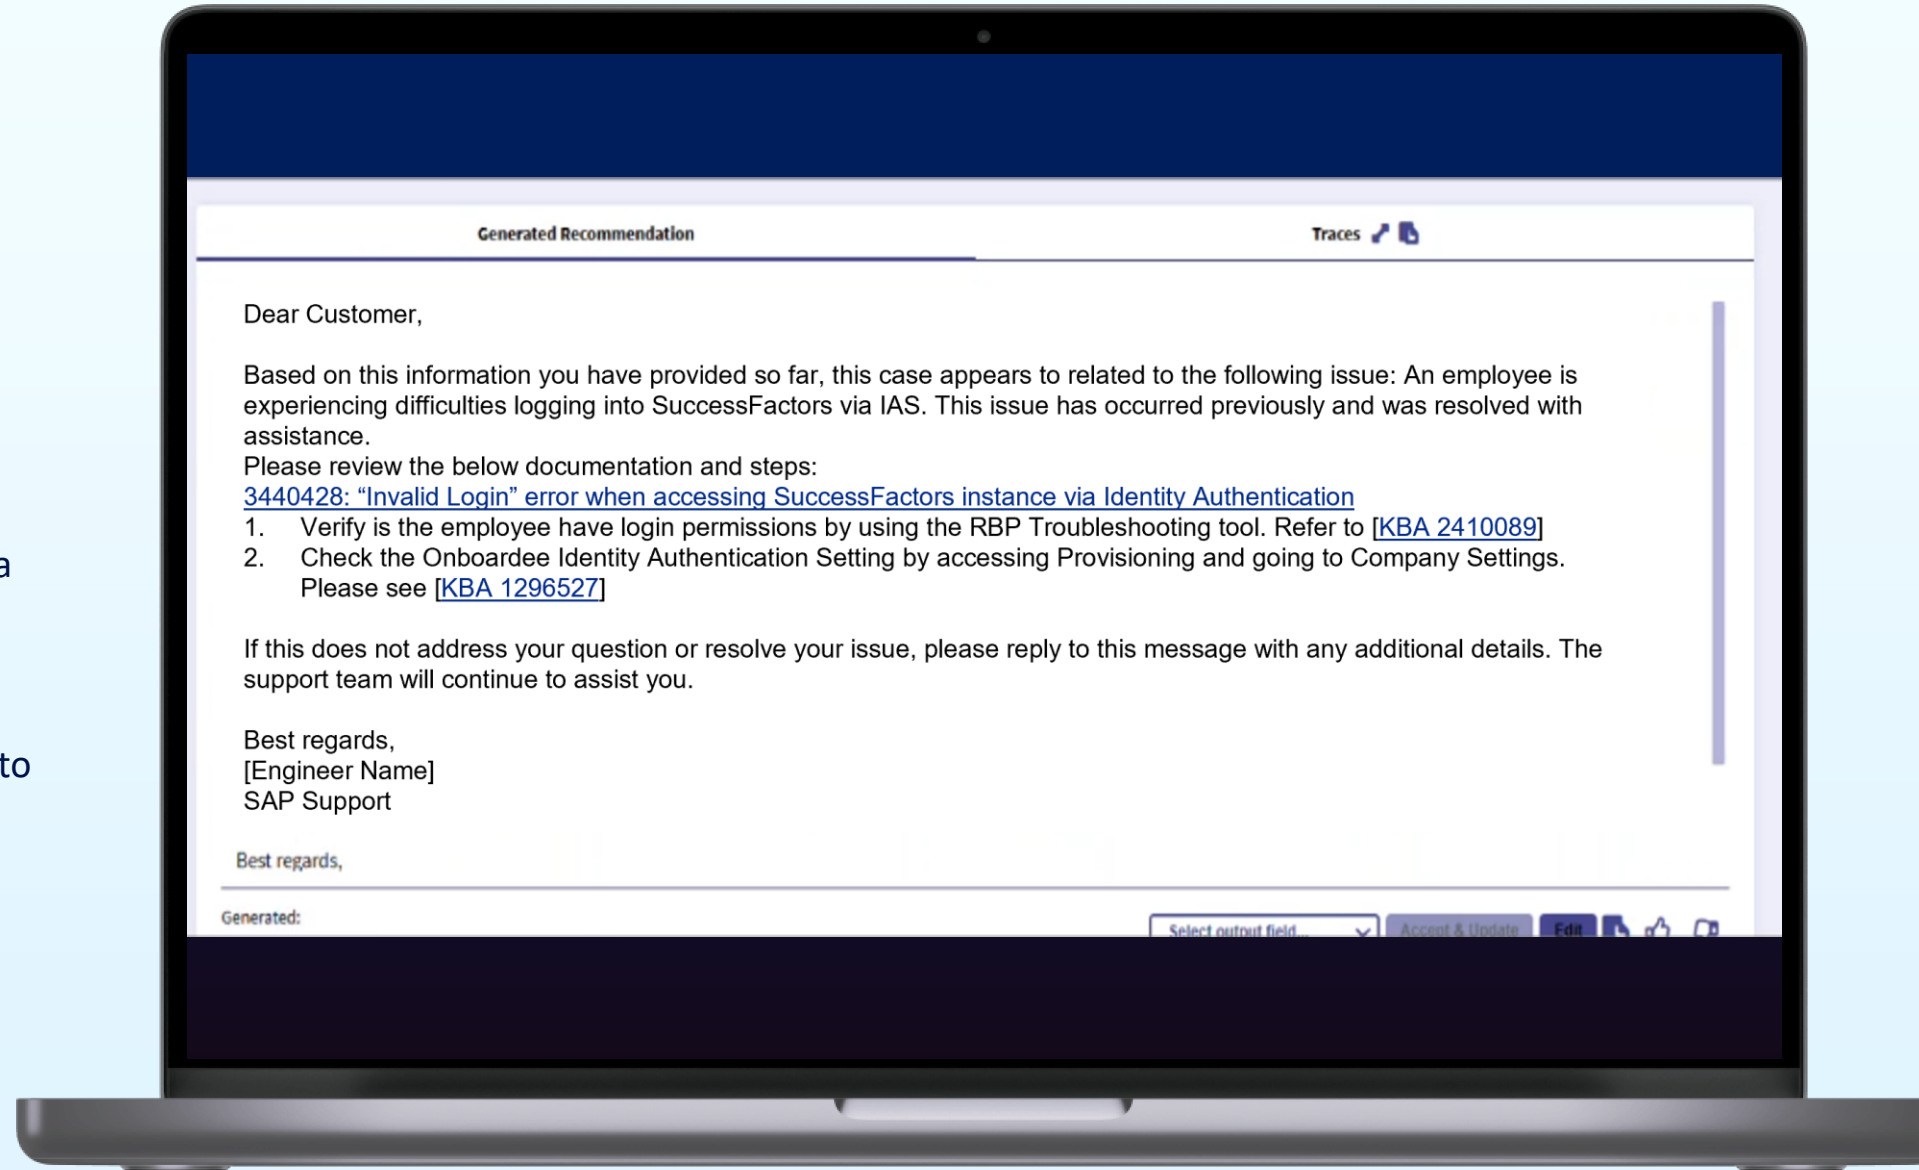 Generated Recommendation
Traces
Dear Customer,
Based on this information you have provided so far, this case appears to related to the following issue: An employee is
experiencing difficulties logging into SuccessFactors via IAS. This issue has occurred previously and was resolved with
assistance.
Please review the below documentation and steps:
3440428: “Invalid Login” error when accessing SuccessFactors instance via Identity Authentication
1. Verify is the employee have login permissions by using the RBP Troubleshooting tool. Refer to [KBA 2410089]
2. Check the Onboardee Identity Authentication Setting by accessing Provisioning and going to Company Settings.
Please see [KBA 1296527]
a
If this does not address your question or resolve your issue, please reply to this message with any additional details. The
support team will continue to assist you.
Best regards,
[Engineer Name]
to
SAP Support
Best regards,
Generated:
Select output field...
Accept & Update
Edit